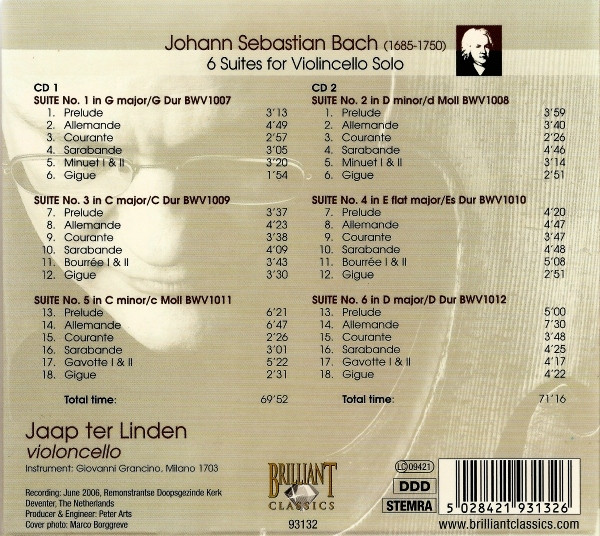 Johann Sebastian Bach (1685-1750)
6 Suites for Violincello Solo
CD 1
SUITE No. 1 in G major/G Dur BWV1007
1. Prelude 3’13
2. Allemande 4’49
3. Courante 2’57
4. Sarabande 3’05
5. Minuet I & II 3’20
6. Gigue 1’54
SUITE No. 3 in C major/C Dur BWV1009
7. Prelude 3’37
8. Allemande 4’23
9. Courante 3’38
10. Sarabande 4’09
11. Bourrée I & II 3’43
12. Gigue 3’30
SUITE No. 5 in C minor/c Moll BWV1011
13. Prelude 6’21
14. Allemande 6’47
15. Courante 2’26
16. Sarabande 3’01
17. Gavotte I & II 5’22
18. Gigue 2’31
Total time: 69’52
CD 2
SUITE No. 2 in D minor/d Moll BWV1008
1. Prelude 3’59
2. Allemande 3’40
3. Courante 2’26
4. Sarabande 4’46
5. Minuet I & II 3’14
6. Gigue 2’51
SUITE No. 4 in E flat major/Es Dur BWV1010
7. Prelude 4’20
8. Allemande 4’47
9. Courante 3’47
10. Sarabande 4’48
11. Bourrée I & II 5’08
12. Gigue 2’51
SUITE No. 6 in D major/D Dur BWV1012
13. Prelude 5’00
14. Allemande 7’30
15. Courante 3’48
16. Sarabande 4’25
17. Gavotte I & II 4’17
18. Gigue 4’22
Total time: 71’16
Jaap ter Linden
violoncello
Instrument: Giovanni Grancino, Milano 1703
Recording: June 2006, Remonstrantse Doopsgezinde Kerk
Deventer, The Netherlands
Producer & Engineer: Peter Arts
Cover photo: Marco Borggreve
BRILLIANT
CLASSICS
93132
LC 09421
DDD
STEMRA
5 028421 931326
www.brilliantclassics.com